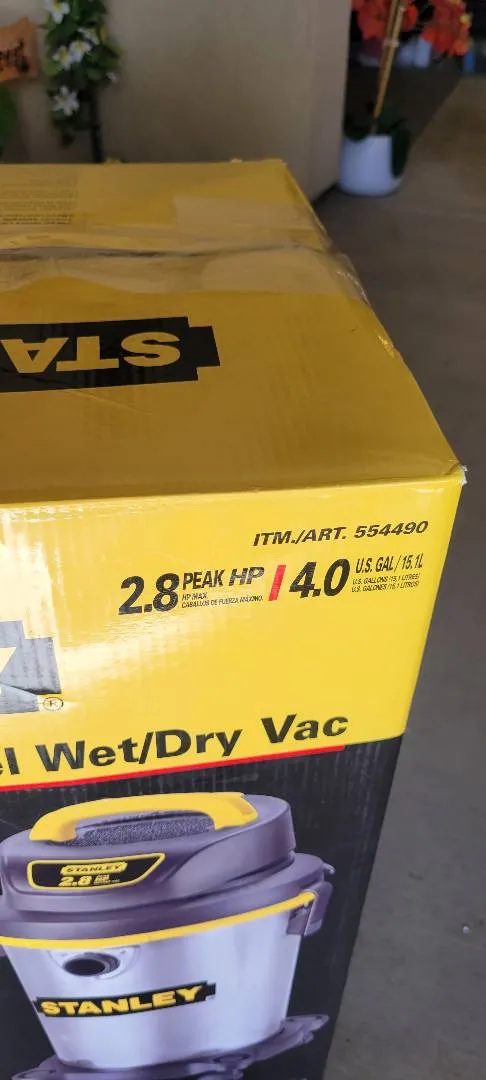 STA
ITM./ART. 554490
2.8 PEAK HP / 4.0 U.S. GAL / 15.1L
HP MAX.
CABALLOS DE FUERZA MÁXIMO.
U.S. GALLONS (15.1 LITRES)
U.S. GALONES (15.1 LITROS)
®
el Wet/Dry Vac
STANLEY
2.8
STANLEY